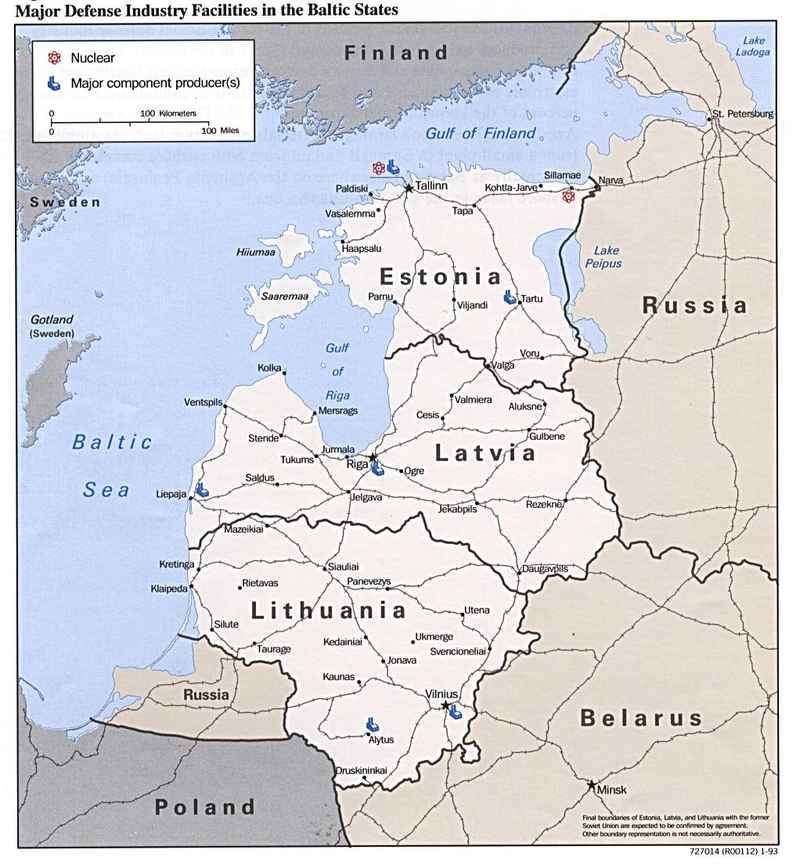 Major Defense Industry Facilities in the Baltic States
Nuclear
Major component producer(s)
0 100 Kilometers
0 100 Miles
Finland
Lake
Ladoga
St. Petersburg
Gulf of Finland
Sweden
Tallinn
Paldiski
Kohtla-Jarve
Sillamae
Narva
Vasalemma
Tapa
Haapsalu
Hiiumaa
Lake
Peipus
Estonia
Saaremaa
Parnu
Viljandi
Tartu
Russia
Gotland
(Sweden)
Gulf
of
Riga
Voru
Valga
Kolka
Ventspils
Mersrags
Valmiera
Cesis
Aluksne
Stende
Gulbene
Baltic
Sea
Jurmala
Tukums
Riga
Latvia
Ogre
Saldus
Liepaja
Jelgava
Jekabpils
Rezekne
Mazeikiai
Kretinga
Siauliai
Daugavpils
Klaipeda
Rietavas
Panevezys
Lithuania
Utena
Silute
Kedainiai
Ukmerge
Taurage
Svencioneliai
Jonava
Kaunas
Russia
Vilnius
Belarus
Alytus
Druskininkai
Minsk
Poland
Final boundaries of Estonia, Latvia, and Lithuania with the former
Soviet Union are expected to be confirmed by agreement.
Other boundary representation is not necessarily authoritative.
727014 (R00112) 1-93